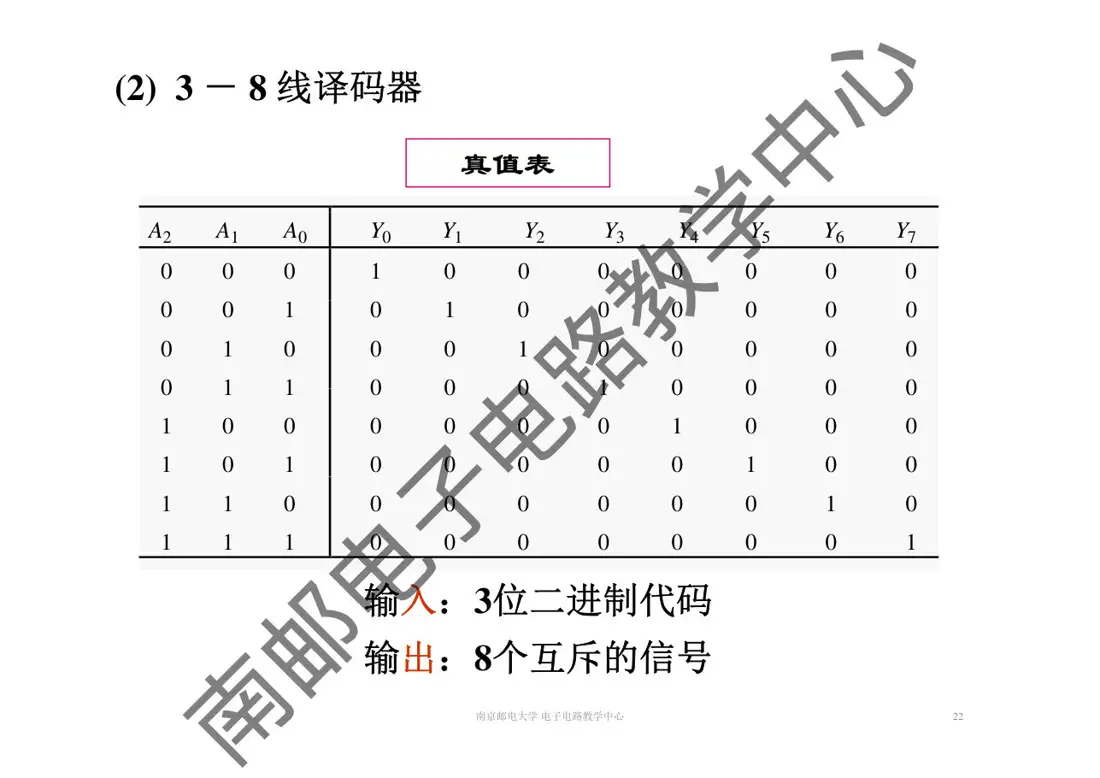 (2) 3 － 8 线译码器
真值表
A2 A1 A0 Y0 Y1 Y2 Y3 Y4 Y5 Y6 Y7
0 0 0 1 0 0 0 0 0 0 0
0 0 1 0 1 0 0 0 0 0 0
0 1 0 0 0 1 0 0 0 0 0
0 1 1 0 0 0 1 0 0 0 0
1 0 0 0 0 0 0 1 0 0 0
1 0 1 0 0 0 0 0 1 0 0
1 1 0 0 0 0 0 0 0 1 0
1 1 1 0 0 0 0 0 0 0 1
输入：3位二进制代码
输出：8个互斥的信号
南邮电子电路教学中心
南京邮电大学 电子电路教学中心
22